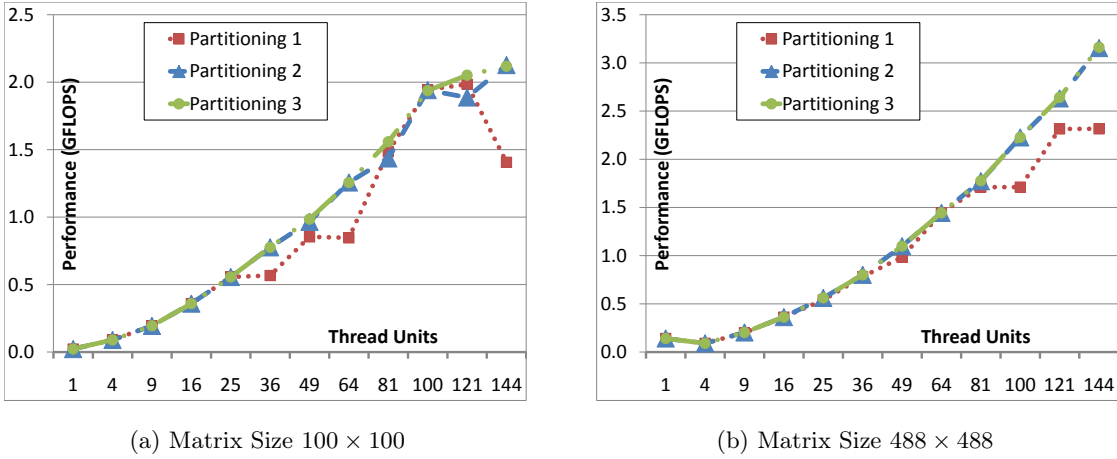 2.5
2.0
1.5
1.0
0.5
0.0
Performance (GFLOPS)
Partitioning 1
Partitioning 2
Partitioning 3
Thread Units
1 4 9 16 25 36 49 64 81 100 121 144
(a) Matrix Size 100 × 100
3.5
3.0
2.5
2.0
1.5
1.0
0.5
0.0
Performance (GFLOPS)
Partitioning 1
Partitioning 2
Partitioning 3
Thread Units
1 4 9 16 25 36 49 64 81 100 121 144
(b) Matrix Size 488 × 488